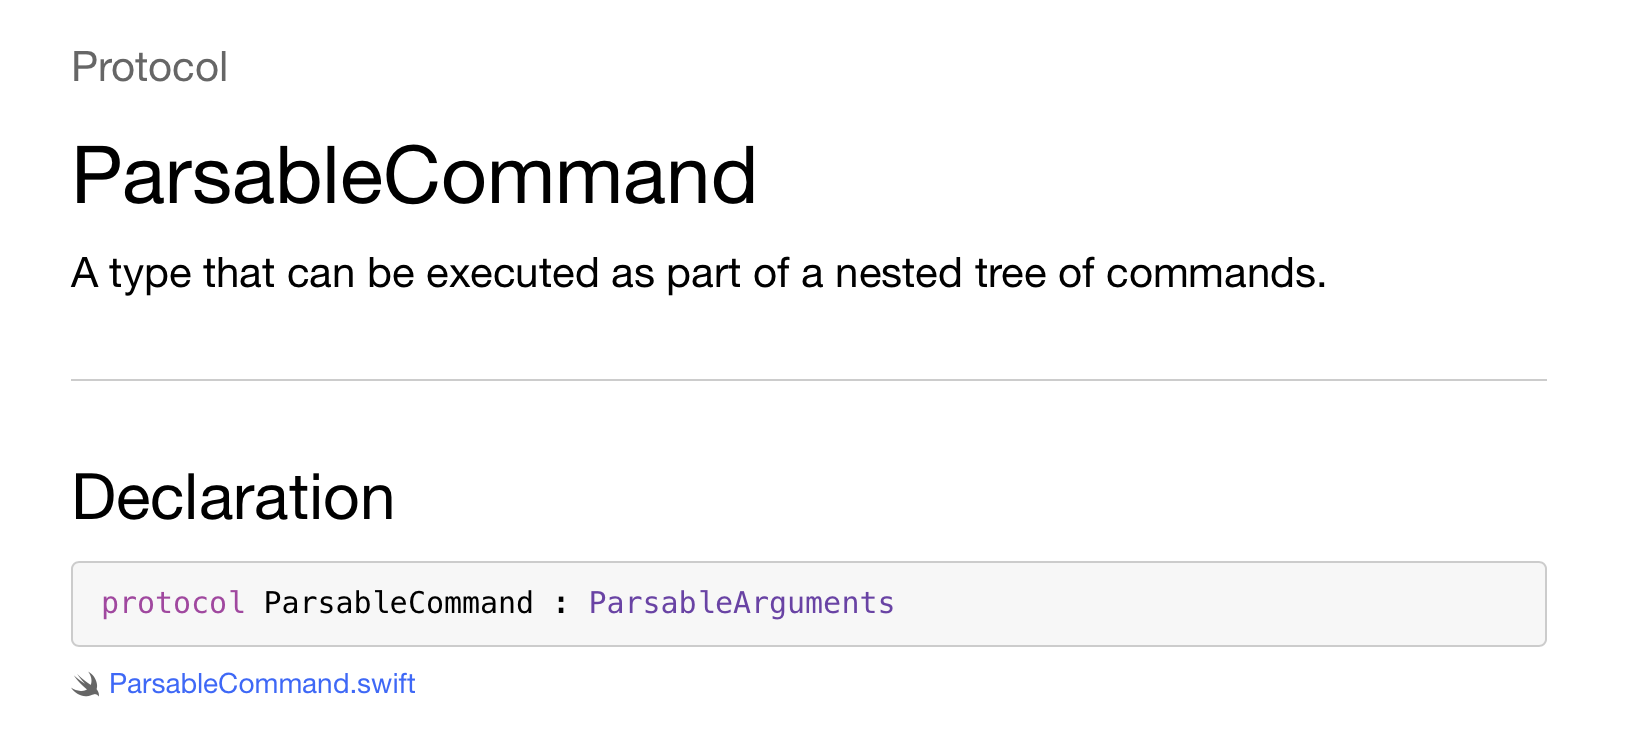 Protocol
ParsableCommand
A type that can be executed as part of a nested tree of commands.
Declaration
protocol ParsableCommand : ParsableArguments
ParsableCommand.swift